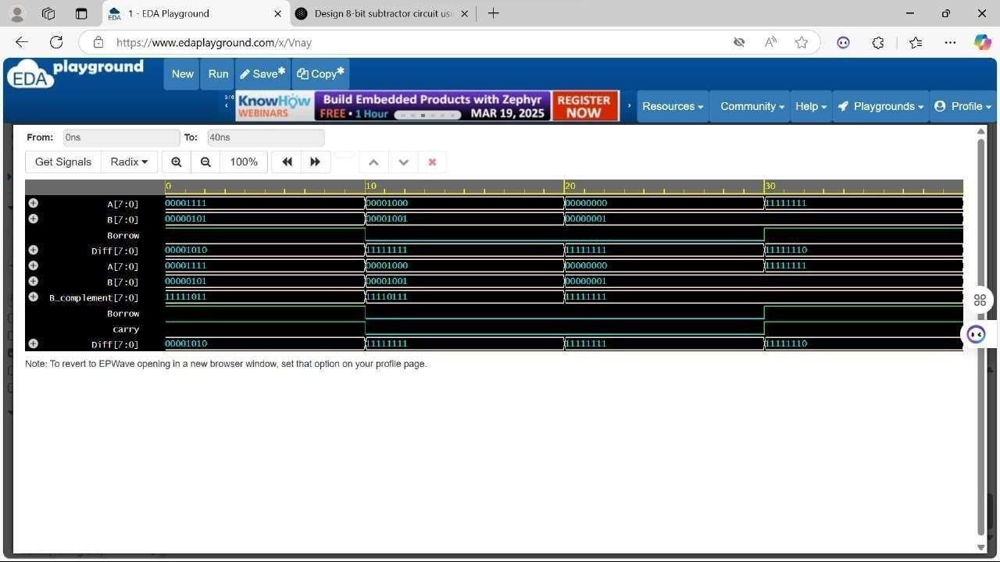 1 - EDA Playground
Design 8-bit subtractor circuit usi
https://www.edaplayground.com/x/Vnay
EDA playground
New
Run
Save*
Copy*
3/6
KnowHow WEBINARS
Build Embedded Products with Zephyr
FREE • 1 Hour
MAR 19, 2025
REGISTER NOW
Resources
Community
Help
Playgrounds
Profile
From: 0ns To: 40ns
Get Signals Radix 100%
0 10 20 30
A[7:0] 00001111 00001000 00000000 11111111
B[7:0] 00000101 00001001 00000001
Borrow
Diff[7:0] 00001010 11111111 11111111 11111110
A[7:0] 00001111 00001000 00000000 11111111
B[7:0] 00000101 00001001 00000001
B_complement[7:0] 11111011 11110111 11111111
Borrow
carry
Diff[7:0] 00001010 11111111 11111111 11111110
Note: To revert to EPWave opening in a new browser window, set that option on your profile page.